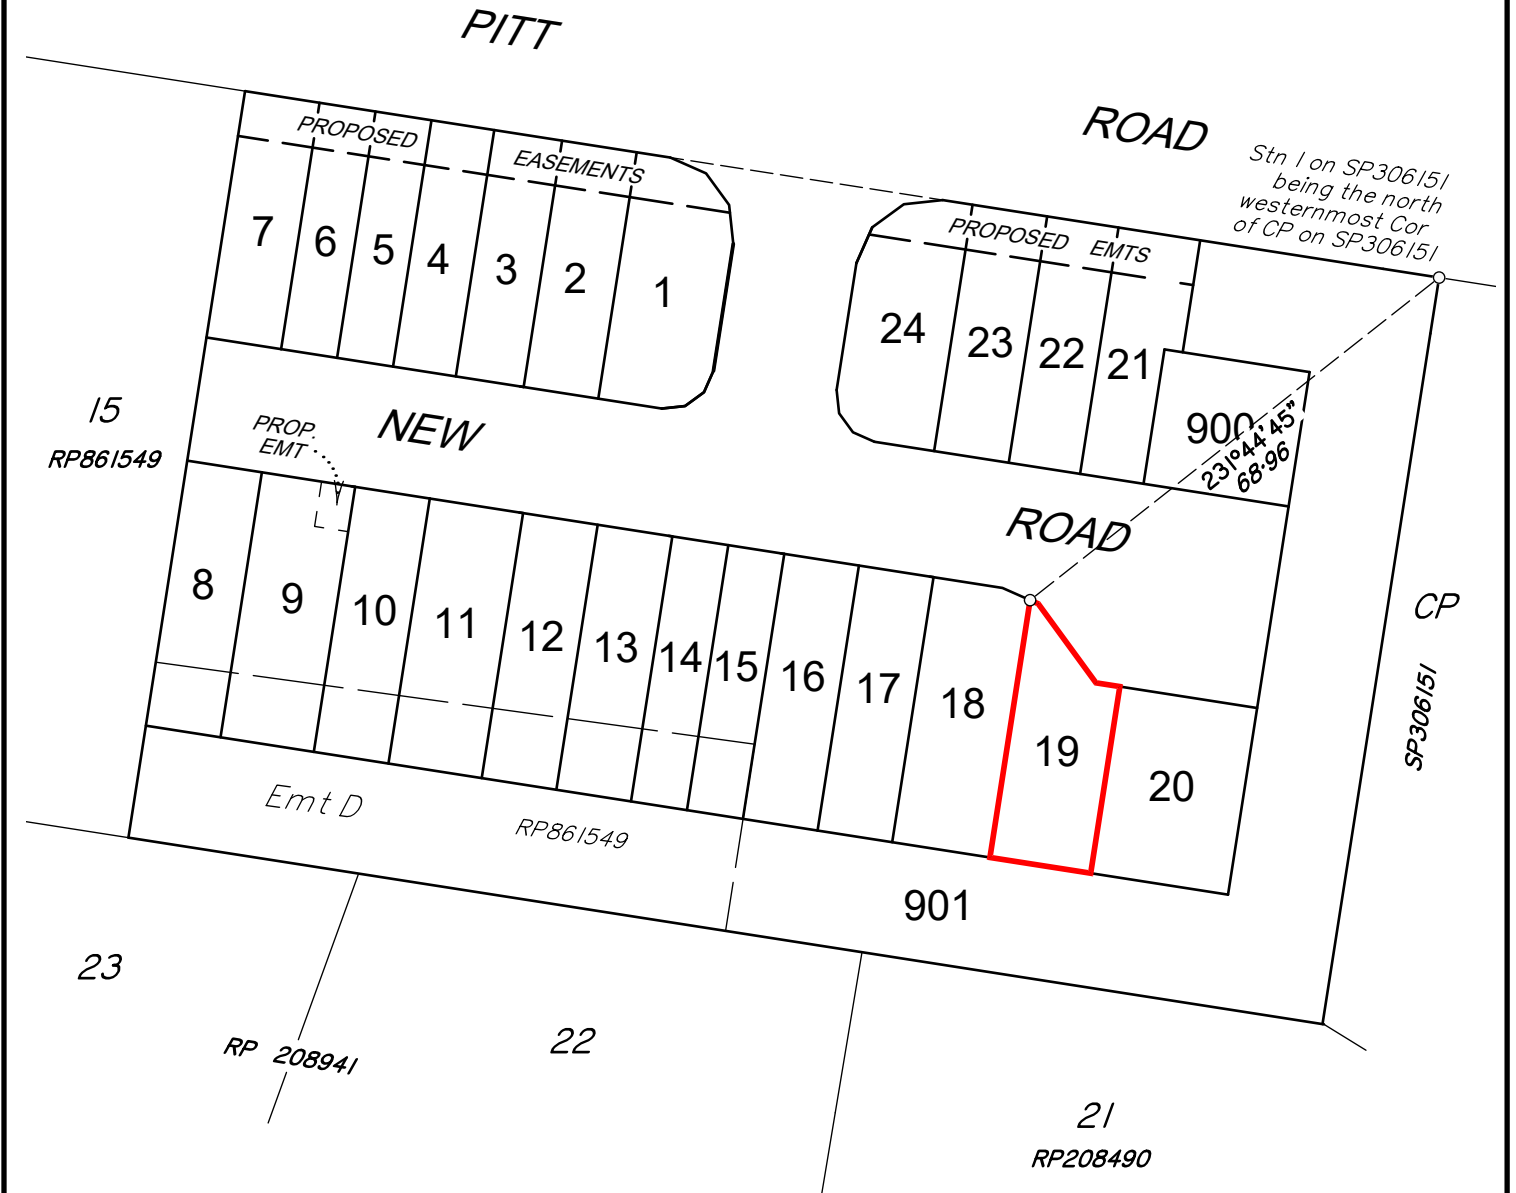 PITT
ROAD
Stn 1 on SP306151
being the north
westernmost Cor
of CP on SP306151
PROPOSED
EASEMENTS
PROPOSED EMTS
7
6
5
4
3
2
1
24
23
22
21
900
231°44'45"
68·96
15
RP861549
PROP.
EMT
NEW
ROAD
8
9
10
11
12
13
14
15
16
17
18
19
20
CP
SP306151
Emt D
RP861549
901
23
RP 208941
22
21
RP208490